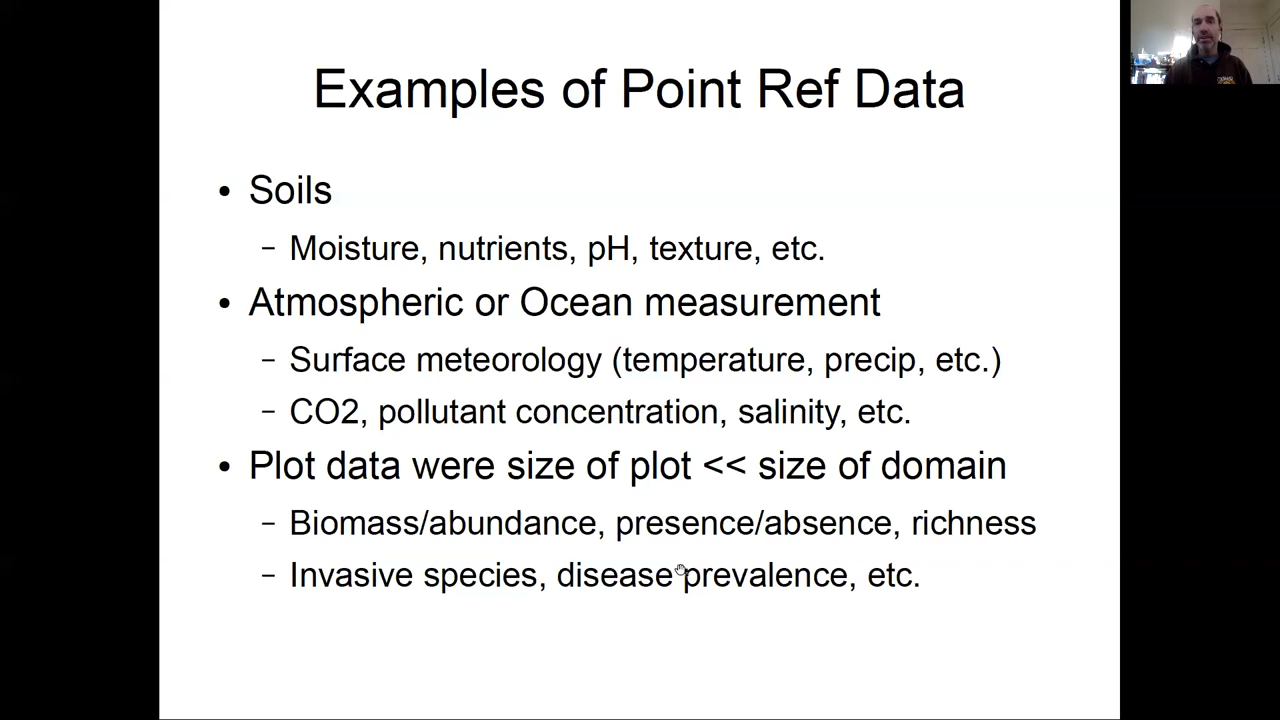 Examples of Point Ref Data
• Soils
– Moisture, nutrients, pH, texture, etc.
• Atmospheric or Ocean measurement
– Surface meteorology (temperature, precip, etc.)
– CO2, pollutant concentration, salinity, etc.
• Plot data were size of plot << size of domain
– Biomass/abundance, presence/absence, richness
– Invasive species, disease prevalence, etc.